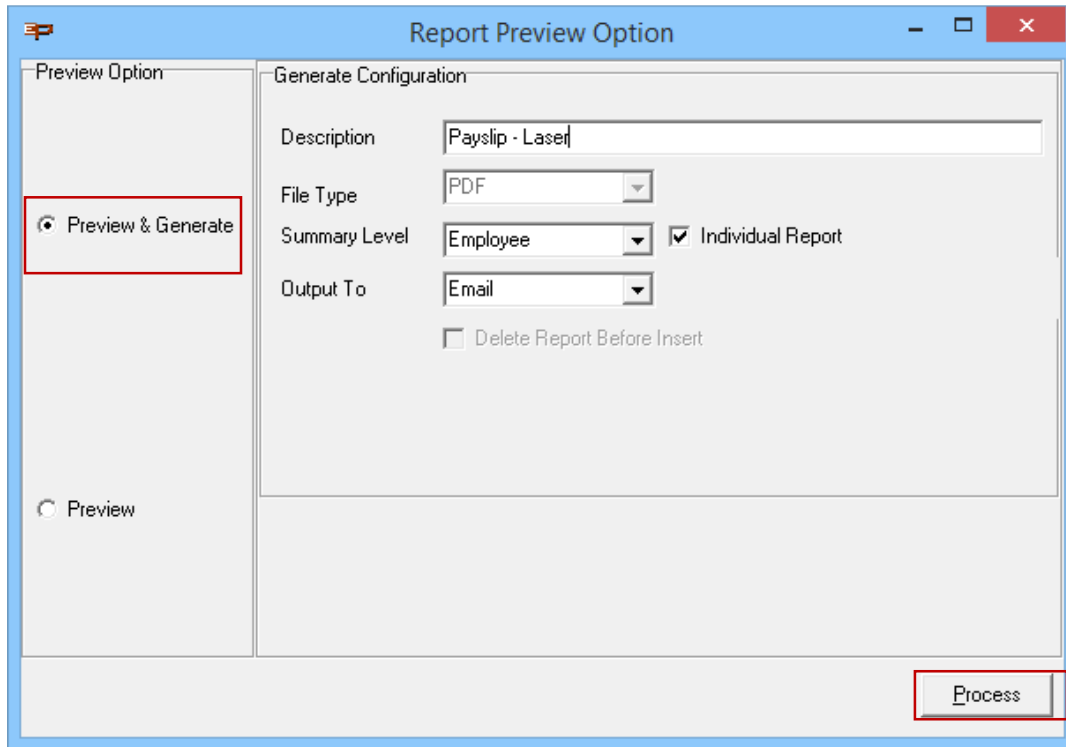 Report Preview Option
Preview Option
Generate Configuration
Description Payslip - Laser
File Type PDF
Preview & Generate
Summary Level Employee Individual Report
Output To Email
Delete Report Before Insert
Preview
Process